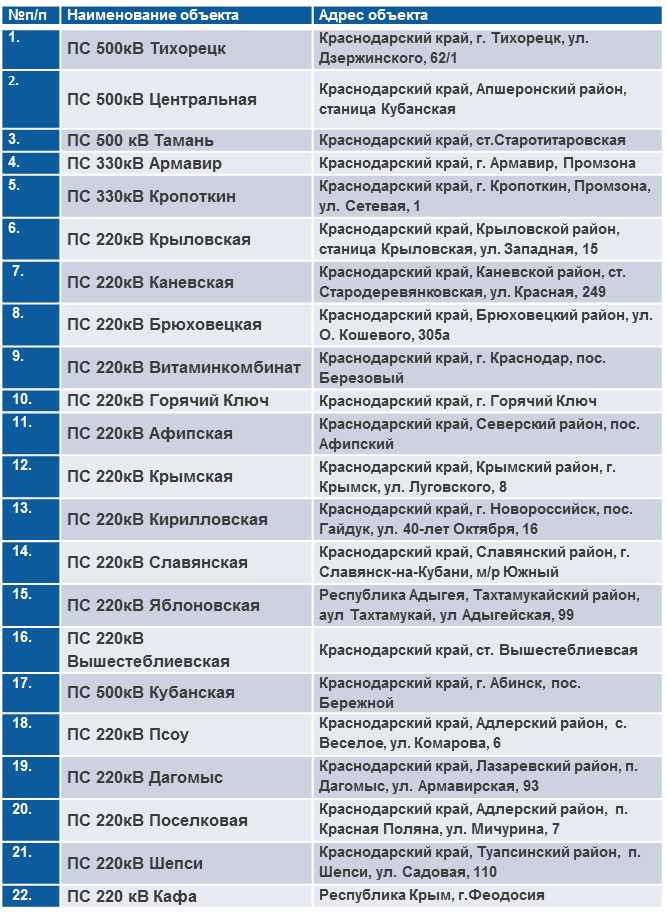 №п/п Наименование объекта Адрес объекта
1. ПС 500кВ Тихорецк Краснодарский край, г. Тихорецк, ул.
Дзержинского, 62/1
2. ПС 500кВ Центральная Краснодарский край, Апшеронский район,
станица Кубанская
3. ПС 500 кВ Тамань Краснодарский край, ст.Старотитаровская
4. ПС 330кВ Армавир Краснодарский край, г. Армавир, Промзона
5. ПС 330кВ Кропоткин Краснодарский край, г. Кропоткин, Промзона,
ул. Сетевая, 1
6. ПС 220кВ Крыловская Краснодарский край, Крыловской район,
станица Крыловская, ул. Западная, 15
7. ПС 220кВ Каневская Краснодарский край, Каневской район, ст.
Стародеревянковская, ул. Красная, 249
8. ПС 220кВ Брюховецкая Краснодарский край, Брюховецкий район, ул.
О. Кошевого, 305а
9. ПС 220кВ Витаминкомбинат Краснодарский край, г. Краснодар, пос.
Березовый
10. ПС 220кВ Горячий Ключ Краснодарский край, г. Горячий Ключ
11. ПС 220кВ Афипская Краснодарский край, Северский район, пос.
Афипский
12. ПС 220кВ Крымская Краснодарский край, Крымский район, г.
Крымск, ул. Луговского, 8
13. ПС 220кВ Кирилловская Краснодарский край, г. Новороссийск, пос.
Гайдук, ул. 40-лет Октября, 16
14. ПС 220кВ Славянская Краснодарский край, Славянский район, г.
Славянск-на-Кубани, м/р Южный
15. ПС 220кВ Яблоновская Республика Адыгея, Тахтамукайский район,
аул Тахтамукай, ул Адыгейская, 99
16. ПС 220кВ
Вышестеблиевская Краснодарский край, ст. Вышестеблиевсая
17. ПС 500кВ Кубанская Краснодарский край, г. Абинск, пос.
Бережной
18. ПС 220кВ Псоу Краснодарский край, Адлерский район, с.
Веселое, ул. Комарова, 6
19. ПС 220кВ Дагомыс Краснодарский край, Лазаревский район, п.
Дагомыс, ул. Армавирская, 93
20. ПС 220кВ Поселковая Краснодарский край, Адлерский район, п.
Красная Поляна, ул. Мичурина, 7
21. ПС 220кВ Шепси Краснодарский край, Туапсинский район, п.
Шепси, ул. Садовая, 110
22. ПС 220 кВ Кафа Республика Крым, г.Феодосия